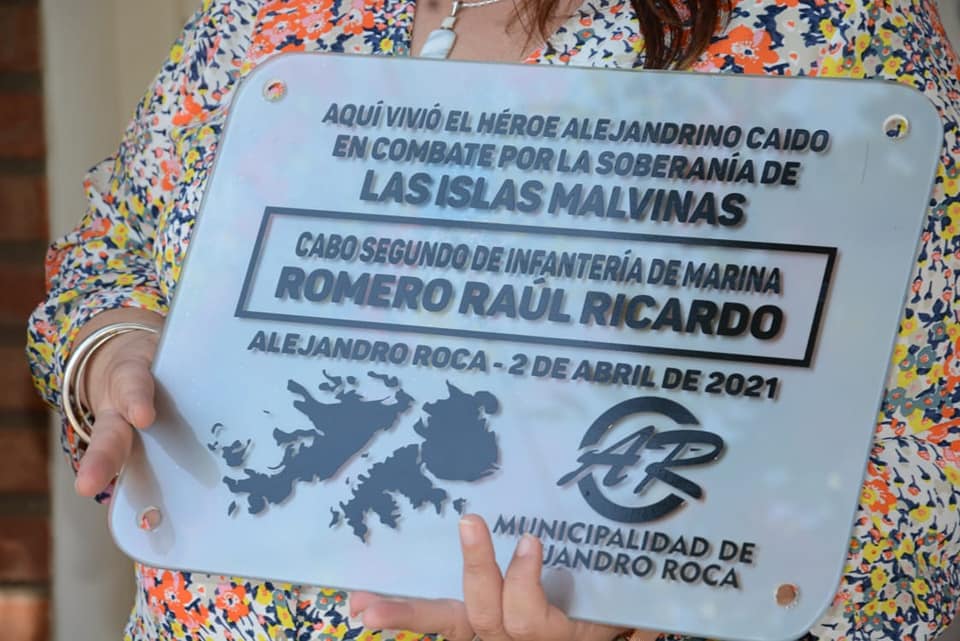 AQUÍ VIVIÓ EL HÉROE ALEJANDRINO CAIDO
EN COMBATE POR LA SOBERANÍA DE
LAS ISLAS MALVINAS
CABO SEGUNDO DE INFANTERÍA DE MARINA
ROMERO RAÚL RICARDO
ALEJANDRO ROCA - 2 DE ABRIL DE 2021
AR
MUNICIPALIDAD DE
JANDRO ROCA